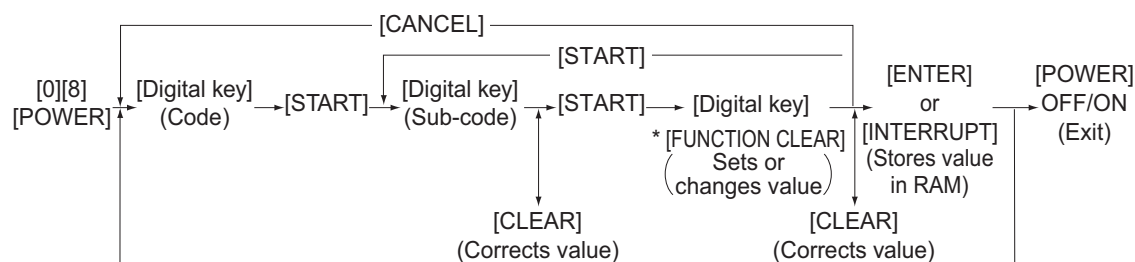 [CANCEL]
[START]
[0][8]
[POWER]
[Digital key]
(Code)
[START]
[Digital key]
(Sub-code)
[START]
[Digital key]
* [FUNCTION CLEAR]
(Sets or
changes value)
[ENTER]
or
[INTERRUPT]
(Stores value
in RAM)
[POWER]
OFF/ON
(Exit)
[CLEAR]
(Corrects value)
[CLEAR]
(Corrects value)